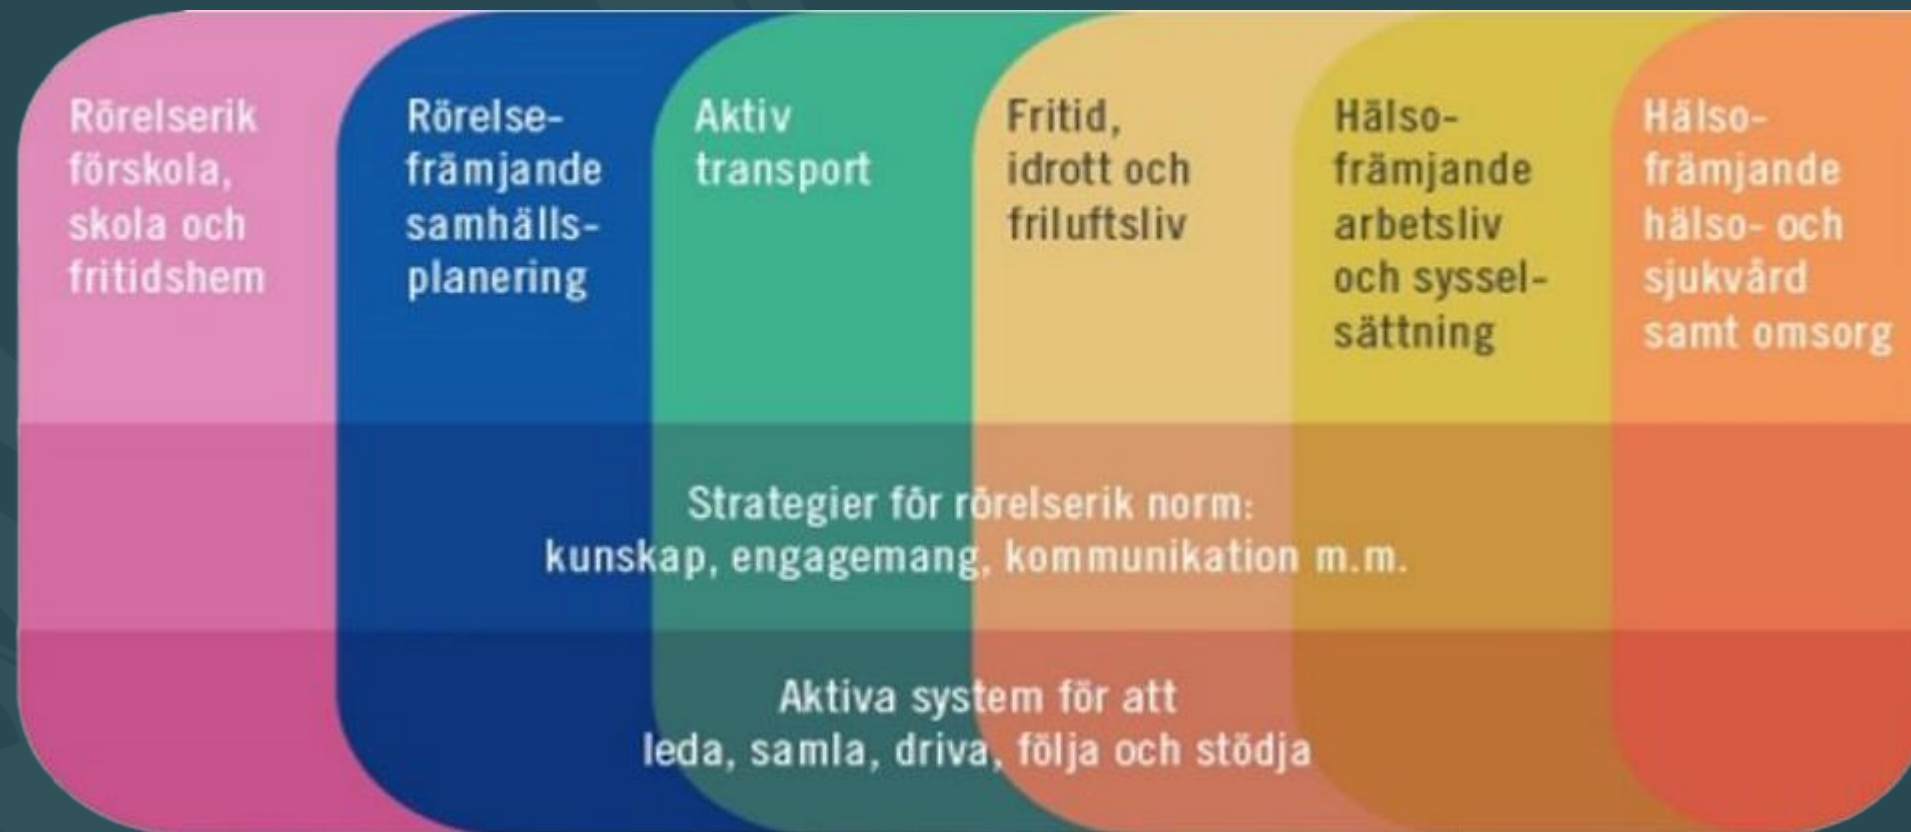 Rörelserik
förskola,
skola och
fritidshem
Rörelse-
främjande
samhälls-
planering
Aktiv
transport
Fritid,
idrott och
friluftsliv
Hälso-
främjande
arbetsliv
och syssel-
sättning
Hälso-
främjande
hälso- och
sjukvård
samt omsorg
Strategier för rörelserik norm:
kunskap, engagemang, kommunikation m.m.
Aktiva system för att
leda, samla, driva, följa och stödja